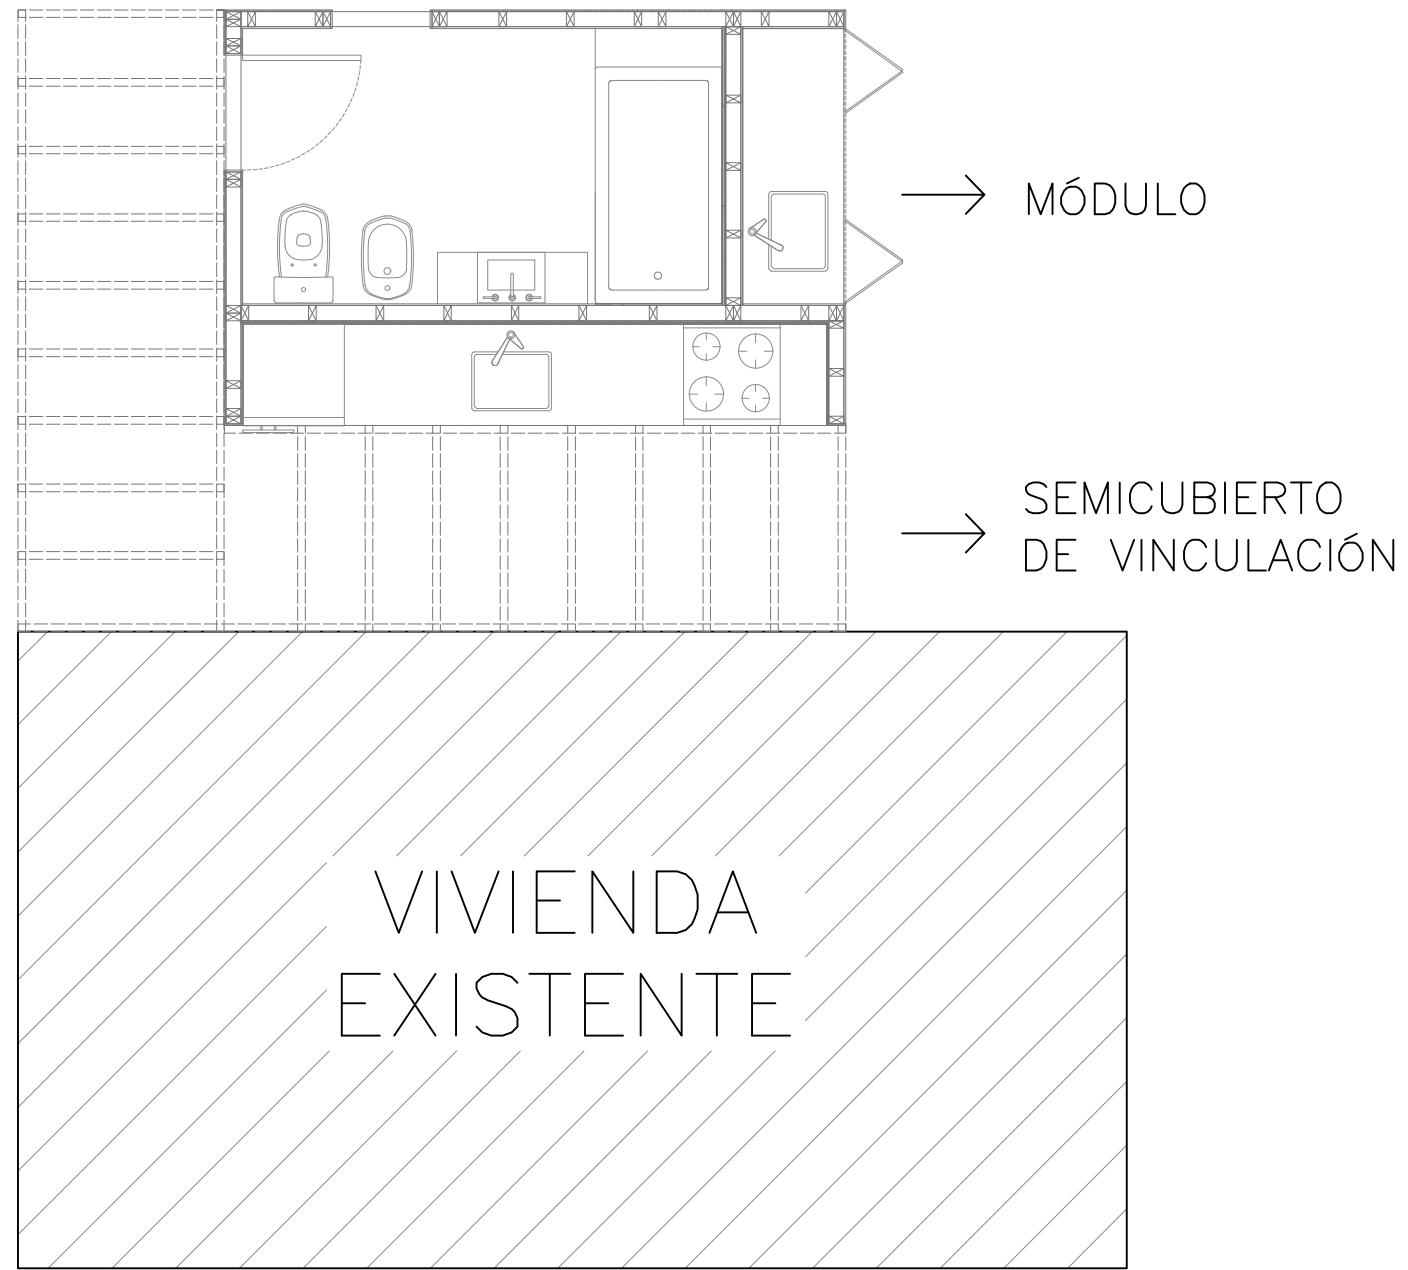 MÓDULO
SEMICUBIERTO
DE VINCULACIÓN
VIVIENDA
EXISTENTE